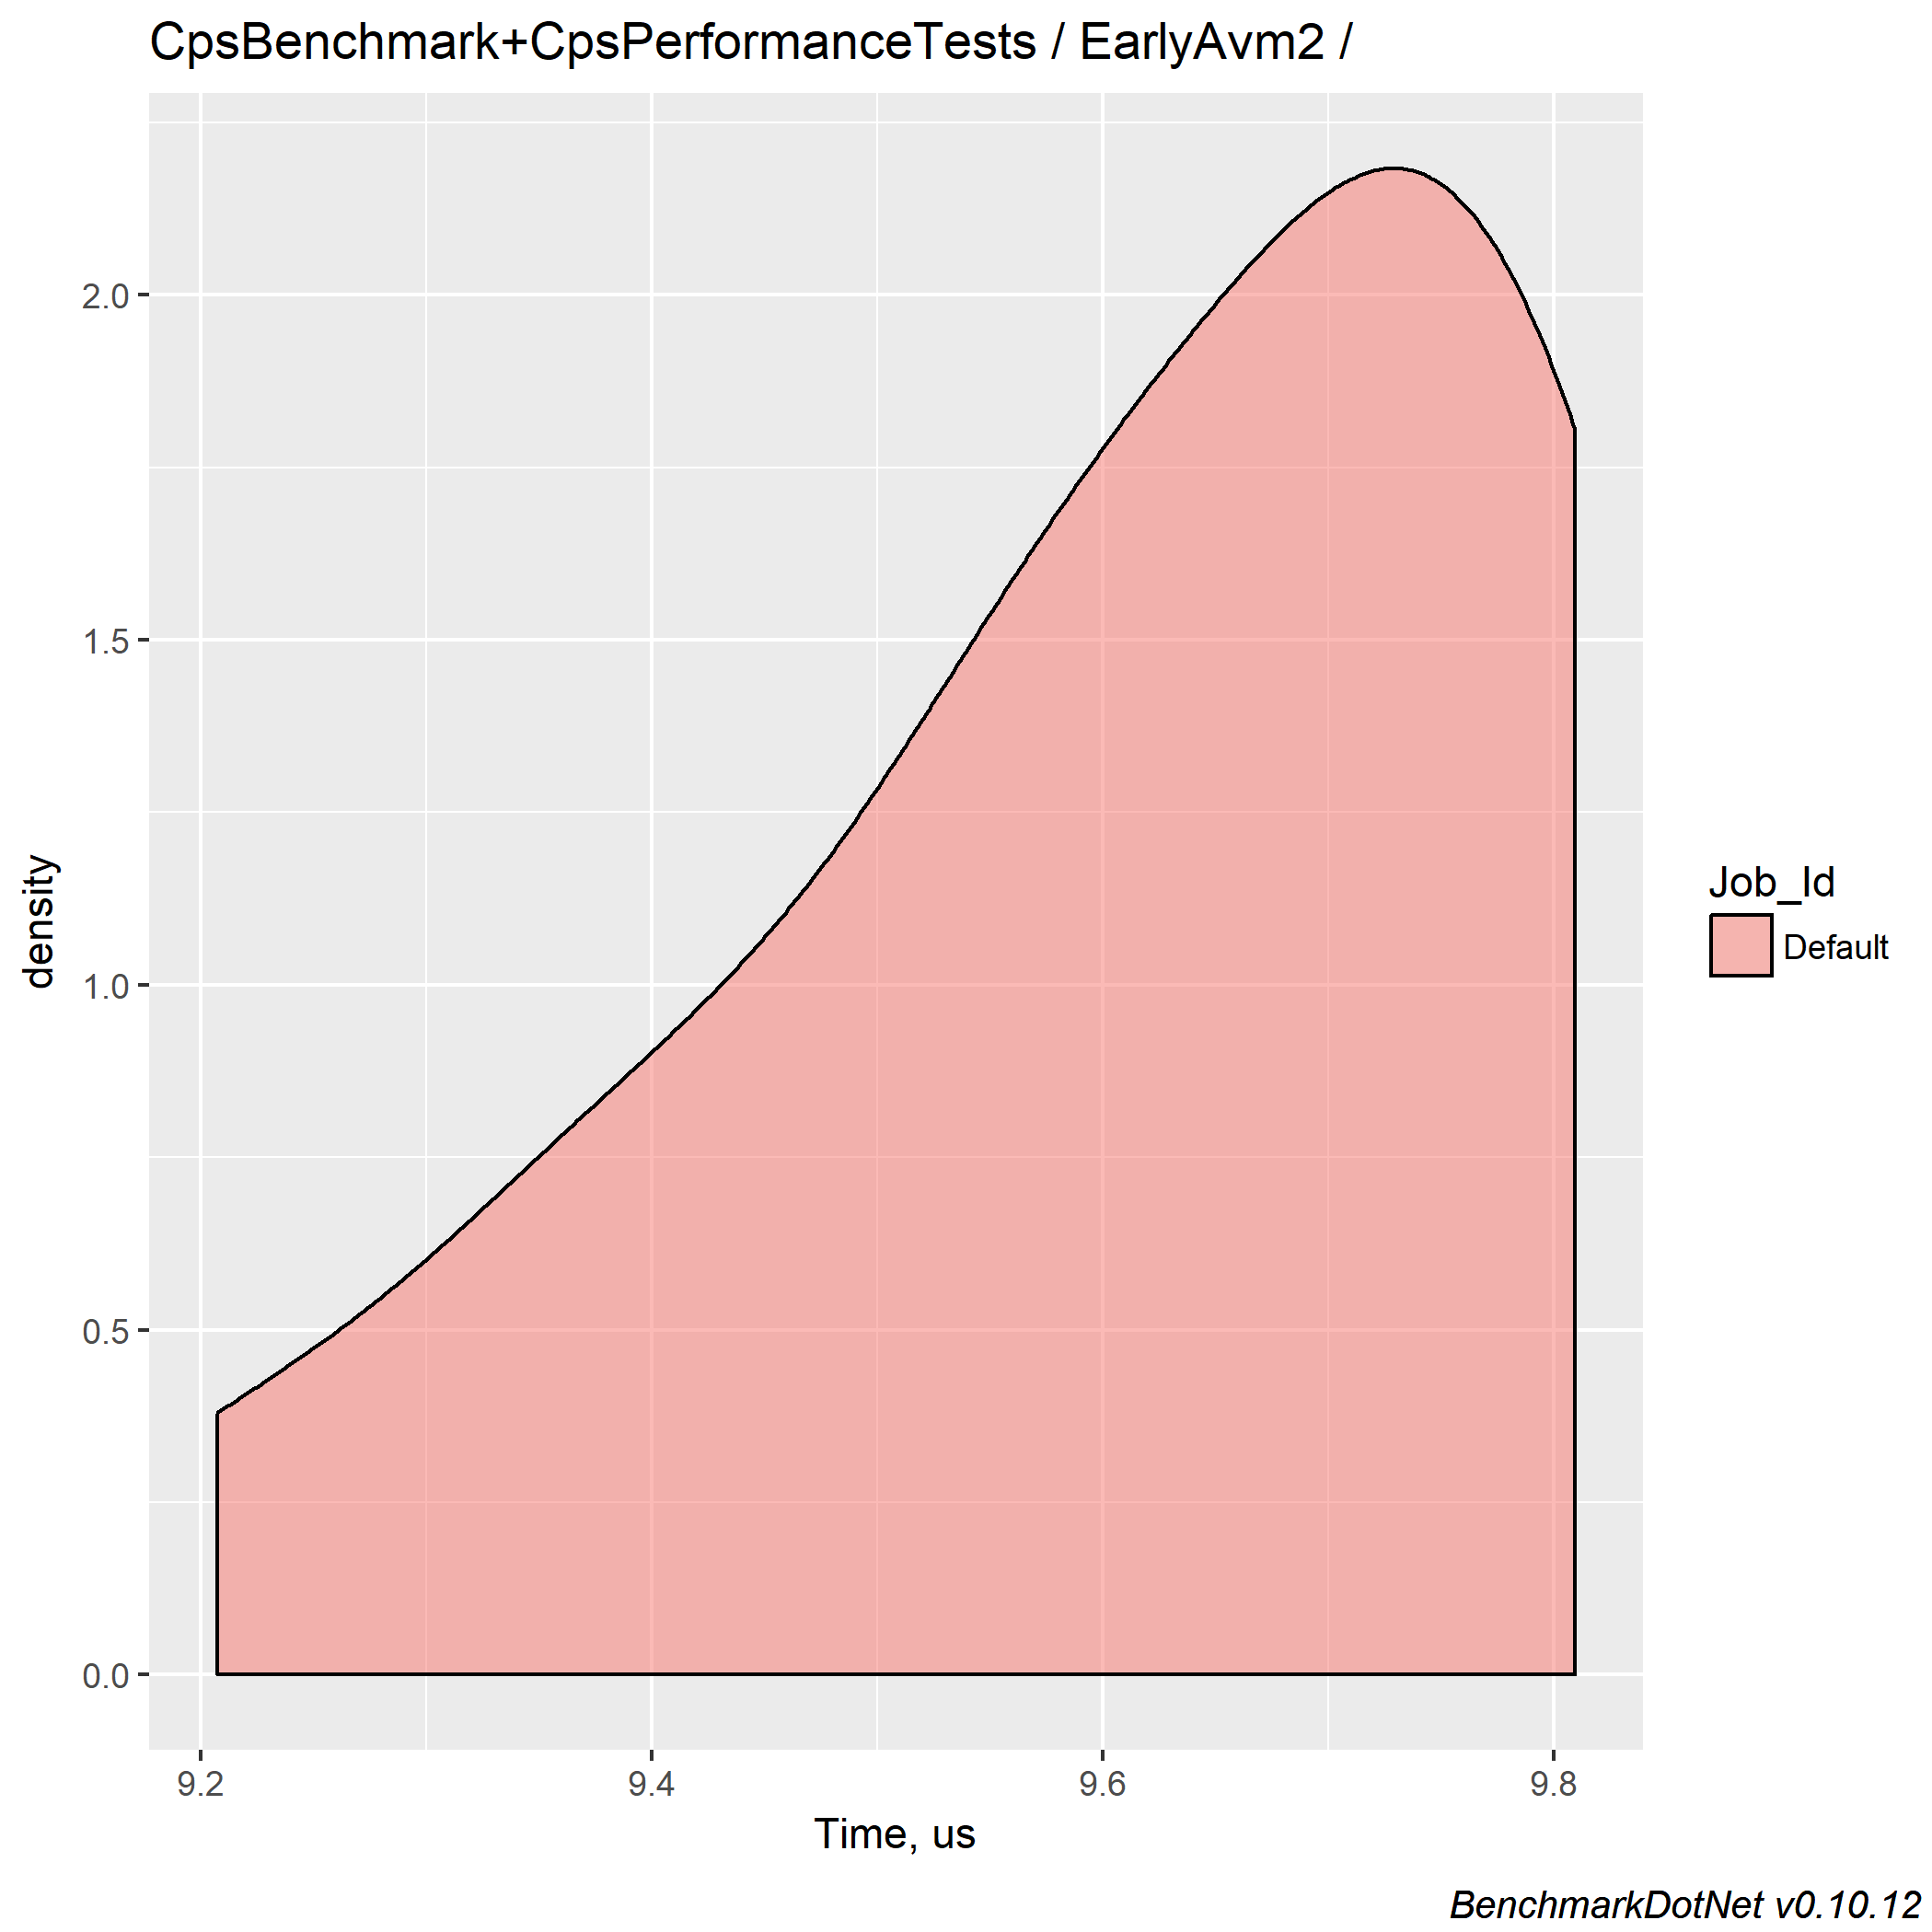 CpsBenchmark+CpsPerformanceTests / EarlyAvm2 /
2.0
1.5
1.0
0.5
0.0
density
9.2 9.4 9.6 9.8
Time, us
Job_Id
Default
BenchmarkDotNet v0.10.12